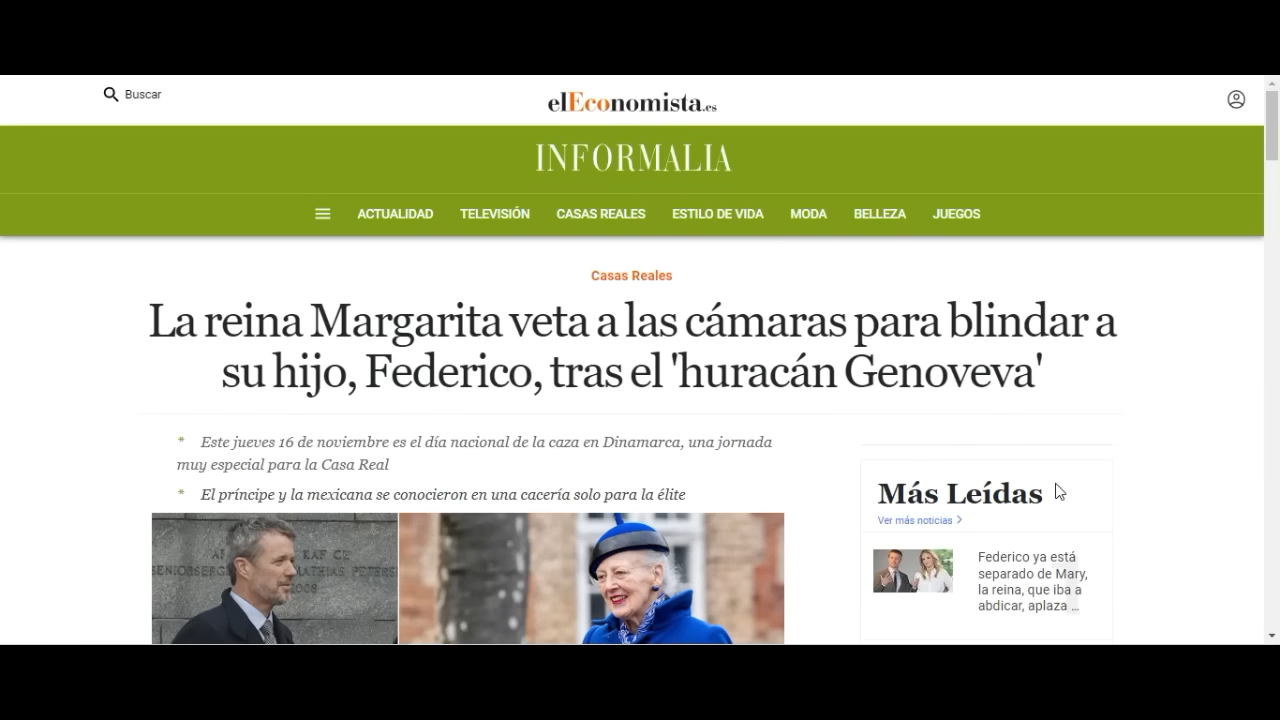 Buscar
elEconomista.es
INFORMALIA
ACTUALIDAD TELEVISIÓN CASAS REALES ESTILO DE VIDA MODA BELLEZA JUEGOS
Casas Reales
La reina Margarita veta a las cámaras para blindar a
su hijo, Federico, tras el 'huracán Genoveva'
* Este jueves 16 de noviembre es el día nacional de la caza en Dinamarca, una jornada
muy especial para la Casa Real
* El príncipe y la mexicana se conocieron en una cacería solo para la élite
Más Leídas
Ver más noticias
Federico ya está
separado de Mary,
la reina, que iba a
abdicar, aplaza ...